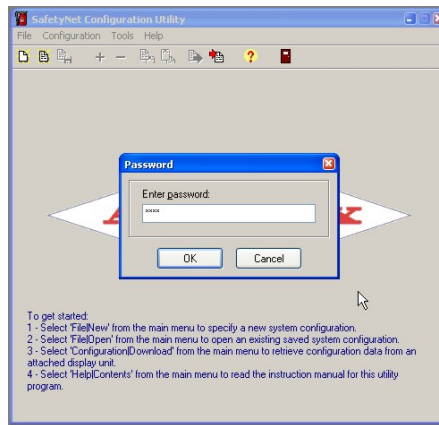 SafetyNet Configuration Utility
File Configuration Tools Help
Password
Enter password:
****
OK Cancel
To get started:
1 - Select 'File|New' from the main menu to specify a new system configuration.
2 - Select 'File|Open' from the main menu to open an existing saved system configuration.
3 - Select 'Configuration|Download' from the main menu to retrieve configuration data from an
attached display unit.
4 - Select 'Help|Contents' from the main menu to read the instruction manual for this utility
program.